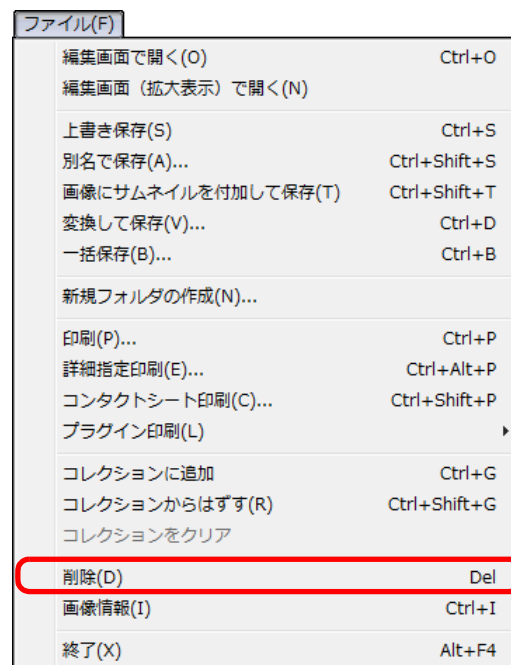 ファイル(F)
編集画面で開く(O) Ctrl+O
編集画面（拡大表示）で開く(N)
上書き保存(S) Ctrl+S
別名で保存(A)... Ctrl+Shift+S
画像にサムネイルを付加して保存(T) Ctrl+Shift+T
変換して保存(V)... Ctrl+D
一括保存(B)... Ctrl+B
新規フォルダの作成(N)...
印刷(P)... Ctrl+P
詳細指定印刷(E)... Ctrl+Alt+P
コンタクトシート印刷(C)... Ctrl+Shift+P
プラグイン印刷(L)
コレクションに追加 Ctrl+G
コレクションからはずす(R) Ctrl+Shift+G
コレクションをクリア
削除(D) Del
画像情報(I) Ctrl+I
終了(X) Alt+F4